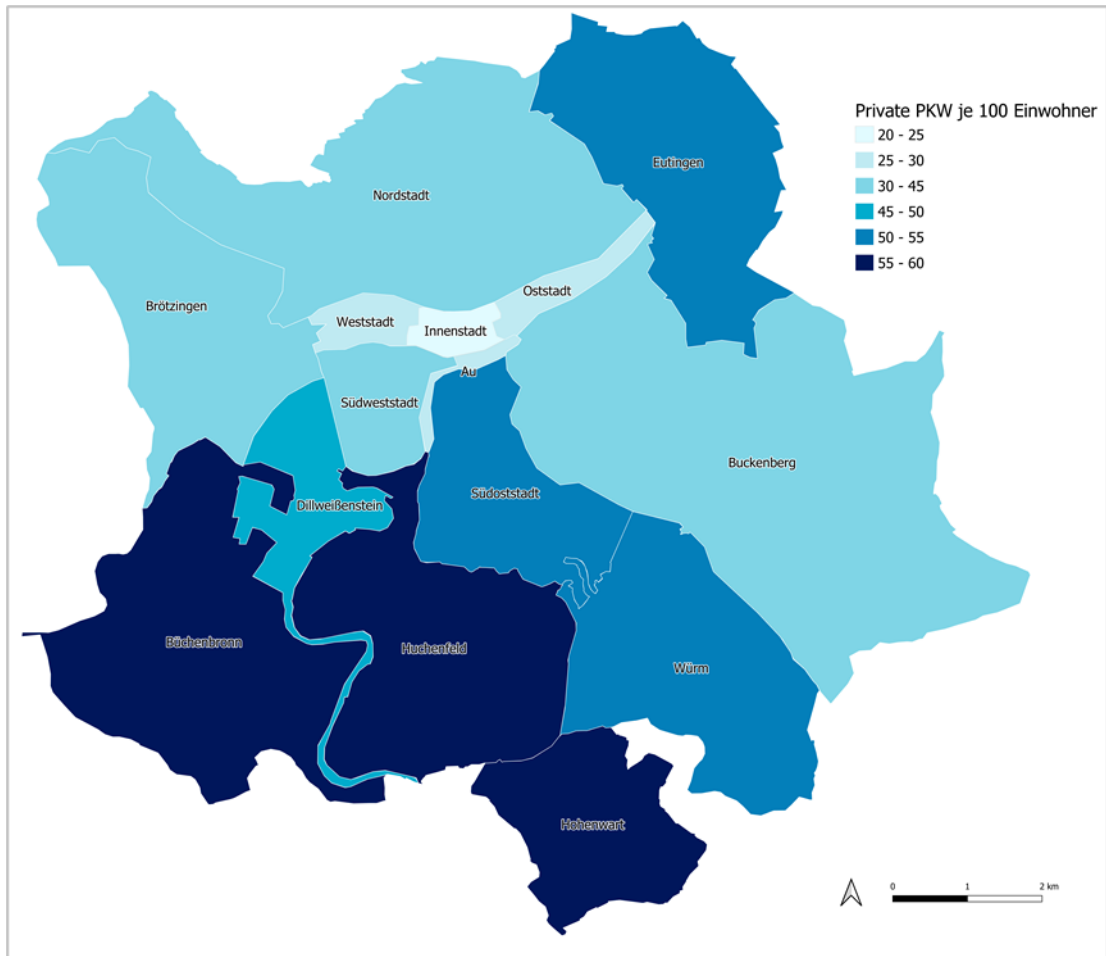 Private PKW je 100 Einwohner
20 - 25
25 - 30
30 - 45
45 - 50
50 - 55
55 - 60
Eutingen
Nordstadt
Oststadt
Brötzingen
Weststadt
Innenstadt
Au
Südweststadt
Buckenberg
Südoststadt
Dillweißenstein
Büchenbronn
Huchenfeld
Würm
Hohenwart
0 1 2 km